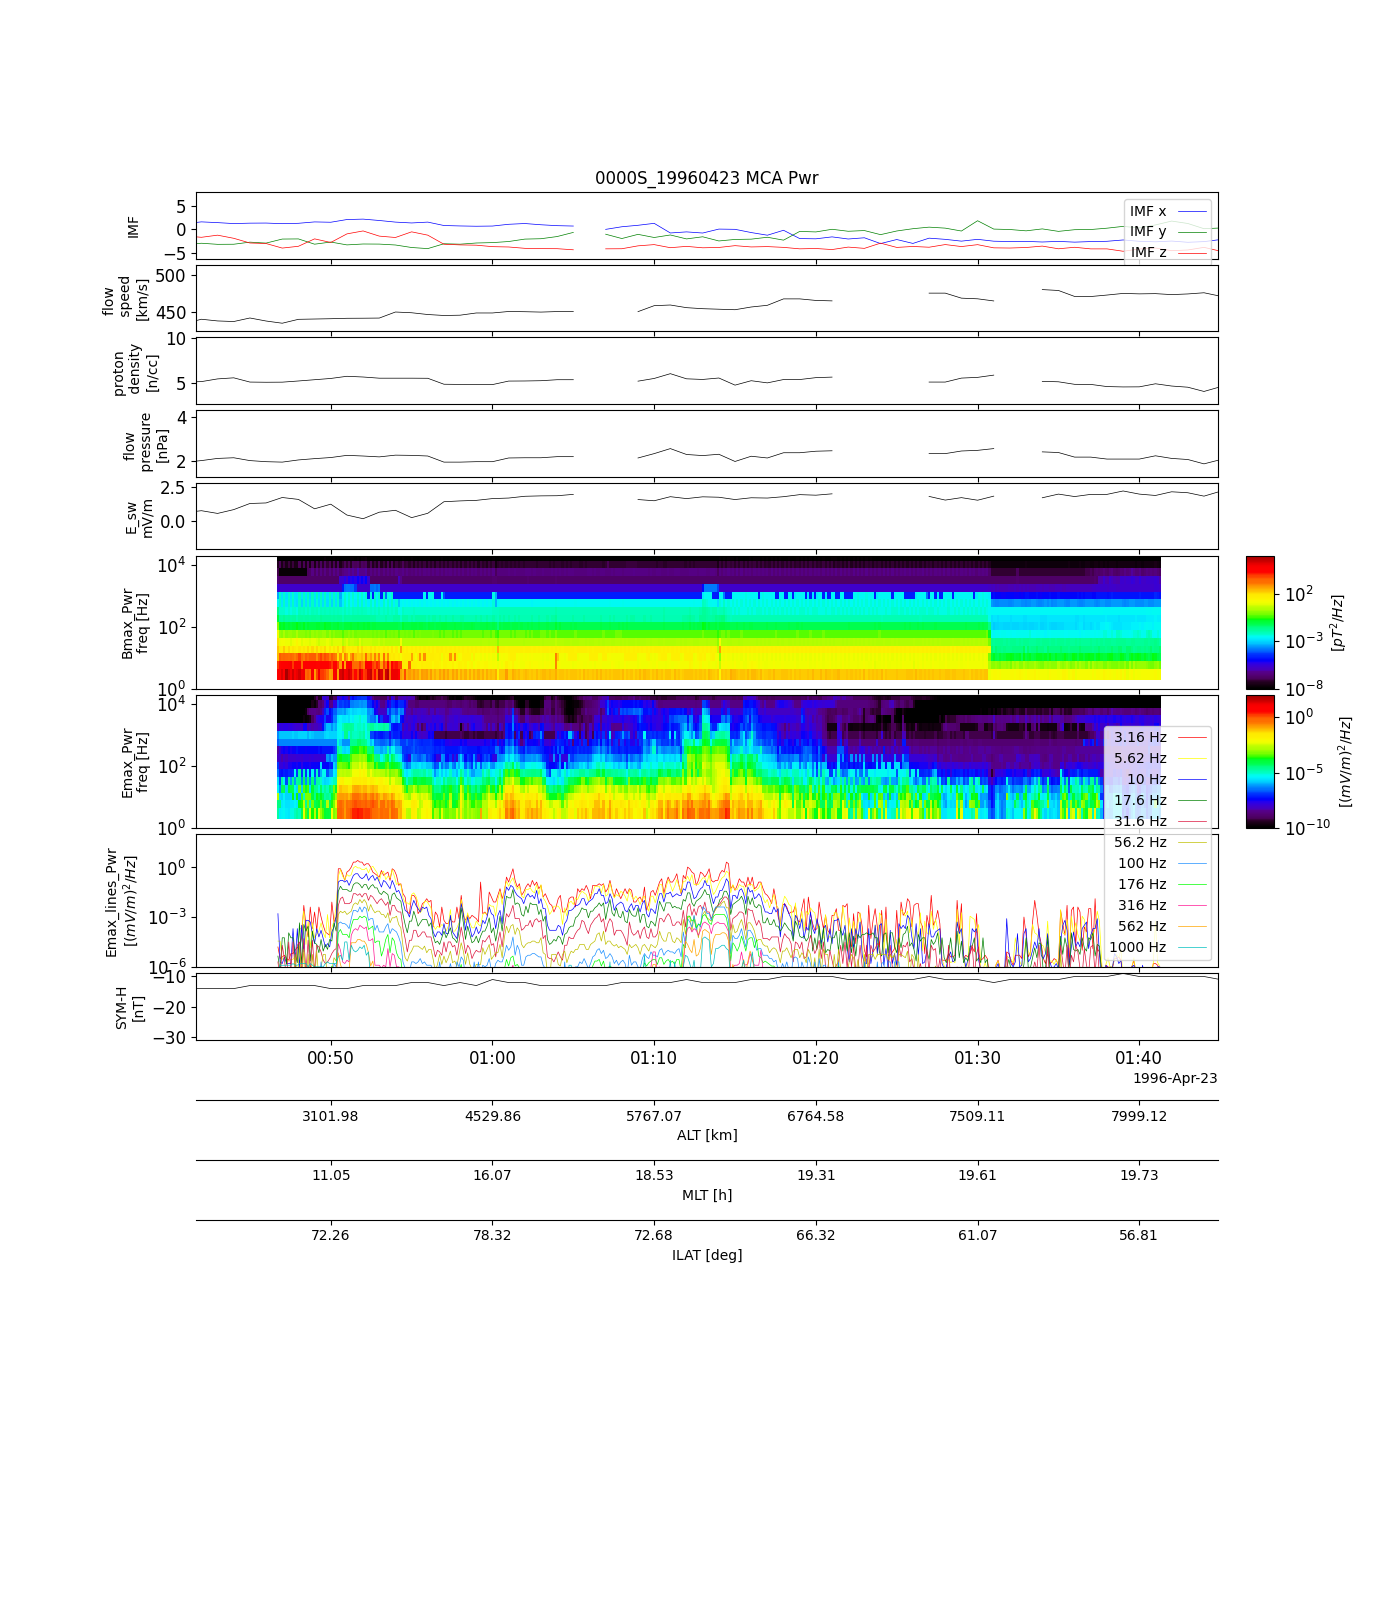 0000S_19960423 MCA Pwr
IMF
5
0
−5
IMF x
IMF y
IMF z
flow
speed
[km/s]
500
450
proton
density
[n/cc]
10
5
flow
pressure
[nPa]
4
2
E_sw
mV/m
2.5
0.0
Bmax_Pwr
freq [Hz]
10^4
10^2
10^0
10^2
10^−3
10^−8
[pT^2/Hz]
Emax_Pwr
freq [Hz]
10^4
10^2
10^0
10^0
10^−5
10^−10
[(mV/m)^2/Hz]
3.16 Hz
5.62 Hz
10 Hz
17.6 Hz
31.6 Hz
56.2 Hz
100 Hz
176 Hz
316 Hz
562 Hz
1000 Hz
Emax_lines_Pwr
[(mV/m)^2/Hz]
10^0
10^−3
10^−6
SYM-H
[nT]
−10
−20
−30
00:50 01:00 01:10 01:20 01:30 01:40
1996-Apr-23
3101.98 4529.86 5767.07 6764.58 7509.11 7999.12
ALT [km]
11.05 16.07 18.53 19.31 19.61 19.73
MLT [h]
72.26 78.32 72.68 66.32 61.07 56.81
ILAT [deg]